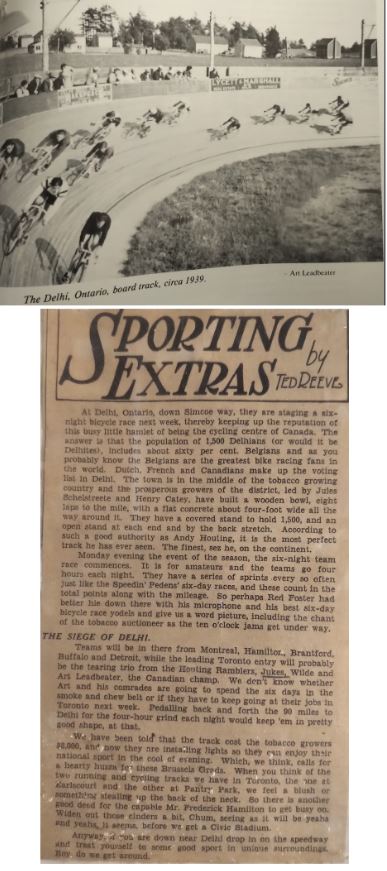 LYCETT & MARSHALL
- Art Leadbeater
The Delhi, Ontario, board track, circa 1939.
SPORTING
EXTRAS
by
TED REEVE
At Delhi, Ontario, down Simcoe way, they are staging a six-
night bicycle race next week, thereby keeping up the reputation of
this busy little hamlet of being the cycling centre of Canada. The
answer is that the population of 1,500 Delhians (or would it be
Delhites), includes about sixty per cent. Belgians and as you
probably know the Belgians are the greatest bike racing fans in
the world. Dutch, French and Canadians make up the voting
list in Delhi. The town is in the middle of the tobacco growing
country and the prosperous growers of the district, led by Jules
Schelstreete and Henry Catey, have built a wooden bowl, eight
laps to the mile, with a flat concrete about four-foot wide all the
way around it. They have a covered stand to hold 1,500, and an
open stand at each end and by the back stretch. According to
such a good authority as Andy Houting, it is the most perfect
track he has ever seen. The finest, sez he, on the continent.
Monday evening the event of the season, the six-night team
race commences. It is for amateurs and the teams go four
hours each night. They have a series of sprints every so often
just like the Speedin' Pedens' six-day races, and these count in the
total points along with the mileage. So perhaps Red Foster had
better hie down there with his microphone and his best six-day
bicycle race yodels and give us a word picture, including the chant
of the tobacco auctioneer as the ten o'clock jams get under way.
THE SIEGE OF DELHI.
Teams will be in there from Montreal, Hamilton, Brantford,
Buffalo and Detroit, while the leading Toronto entry will probably
be the tearing trio from the Houting Ramblers, Jukes, Wilde and
Art Leadbeater, the Canadian champ. We don't know whether
Art and his comrades are going to spend the six days in the
smoke and chew belt or if they have to keep going at their jobs in
Toronto next week. Pedalling back and forth the 90 miles to
Delhi for the four-hour grind each night would keep 'em in pretty
good shape, at that.
We have been told that the track cost the tobacco growers
$8,000, and now they are installing lights so they can enjoy their
national sport in the cool of evening. Which, we think, calls for
a hearty huzza for these Brussels Greds. When you think of the
two running and cycling tracks we have in Toronto, the one at
Earlscourt and the other at Pantry Park, we feel a blush or
something stealing up the back of the neck. So there is another
good deed for the capable Mr. Frederick Hamilton to get busy on.
Widen out those cinders a bit, Chum, seeing as it will be yeahs
and yeahs, it seems, before we get a Civic Stadium.
Anyway, if you are down near Delhi drop in on the speedway
and treat yourself to some good sport in unique surroundings.
Hey, do we get around.